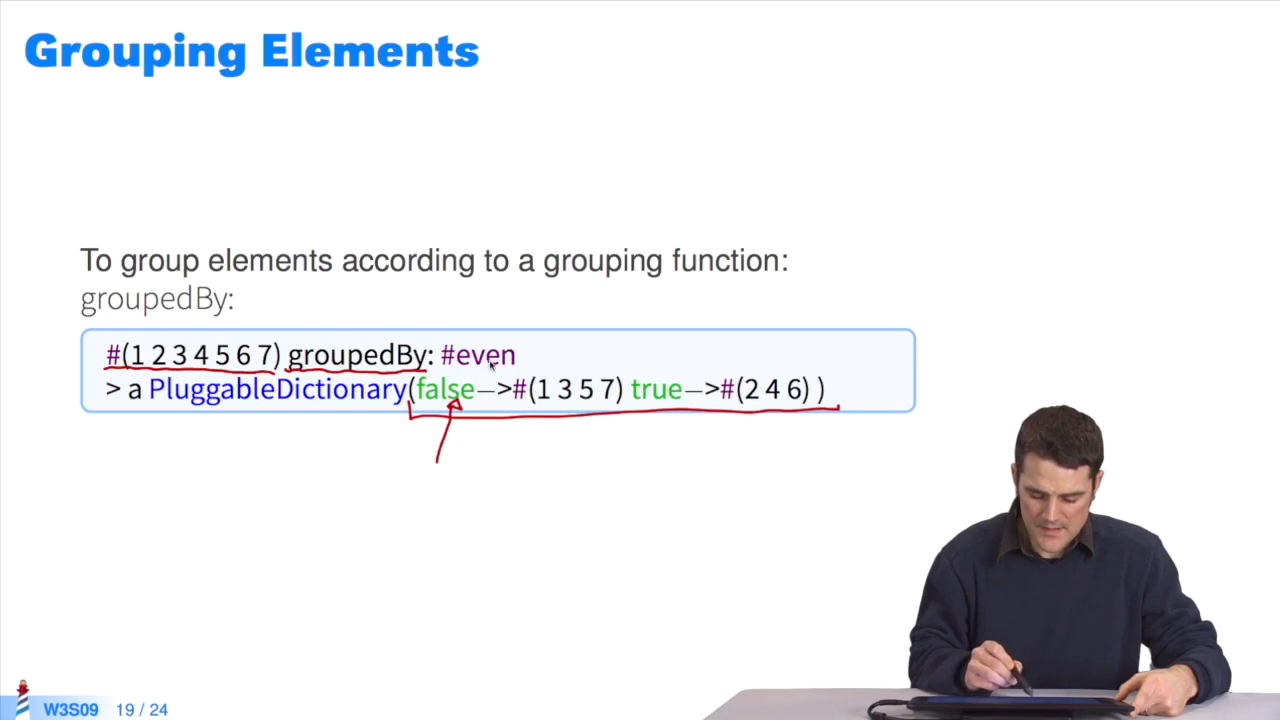 Grouping Elements
To group elements according to a grouping function:
groupedBy:
#(1 2 3 4 5 6 7) groupedBy: #even
> a PluggableDictionary(false—>#(1 3 5 7) true—>#(2 4 6) )
W3S09 19 / 24